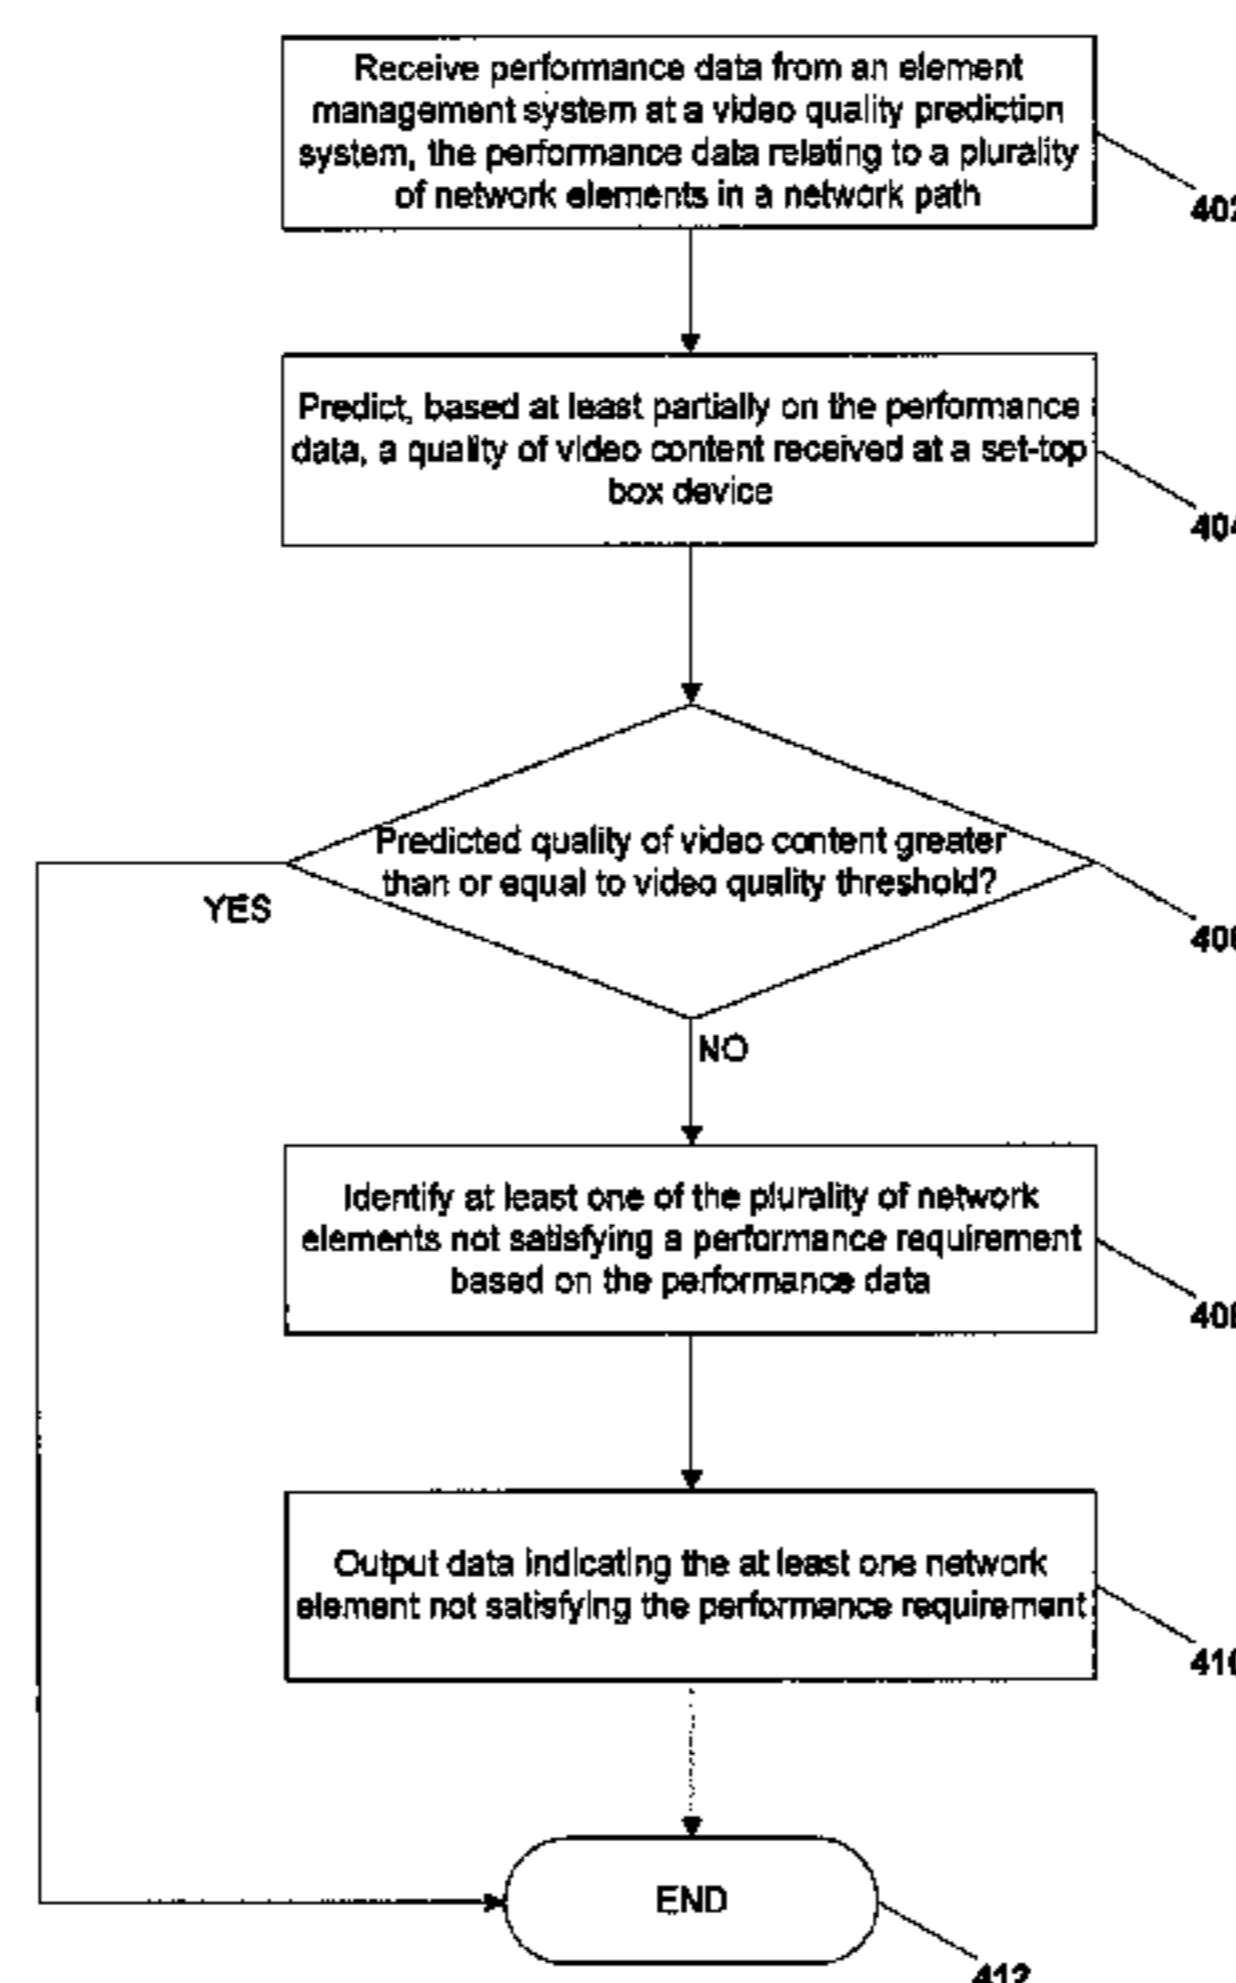 Receive performance data from an element
management system at a video quality prediction
system, the performance data relating to a plurality
of network elements in a network path
Predict, based at least partially on the performance
data, a quality of video content received at a set-top
box device
Predicted quality of video content greater
than or equal to video quality threshold?
YES
NO
Identify at least one of the plurality of network
elements not satisfying a performance requirement
based on the performance data
Output data indicating the at least one network
element not satisfying the performance requirement
END
412